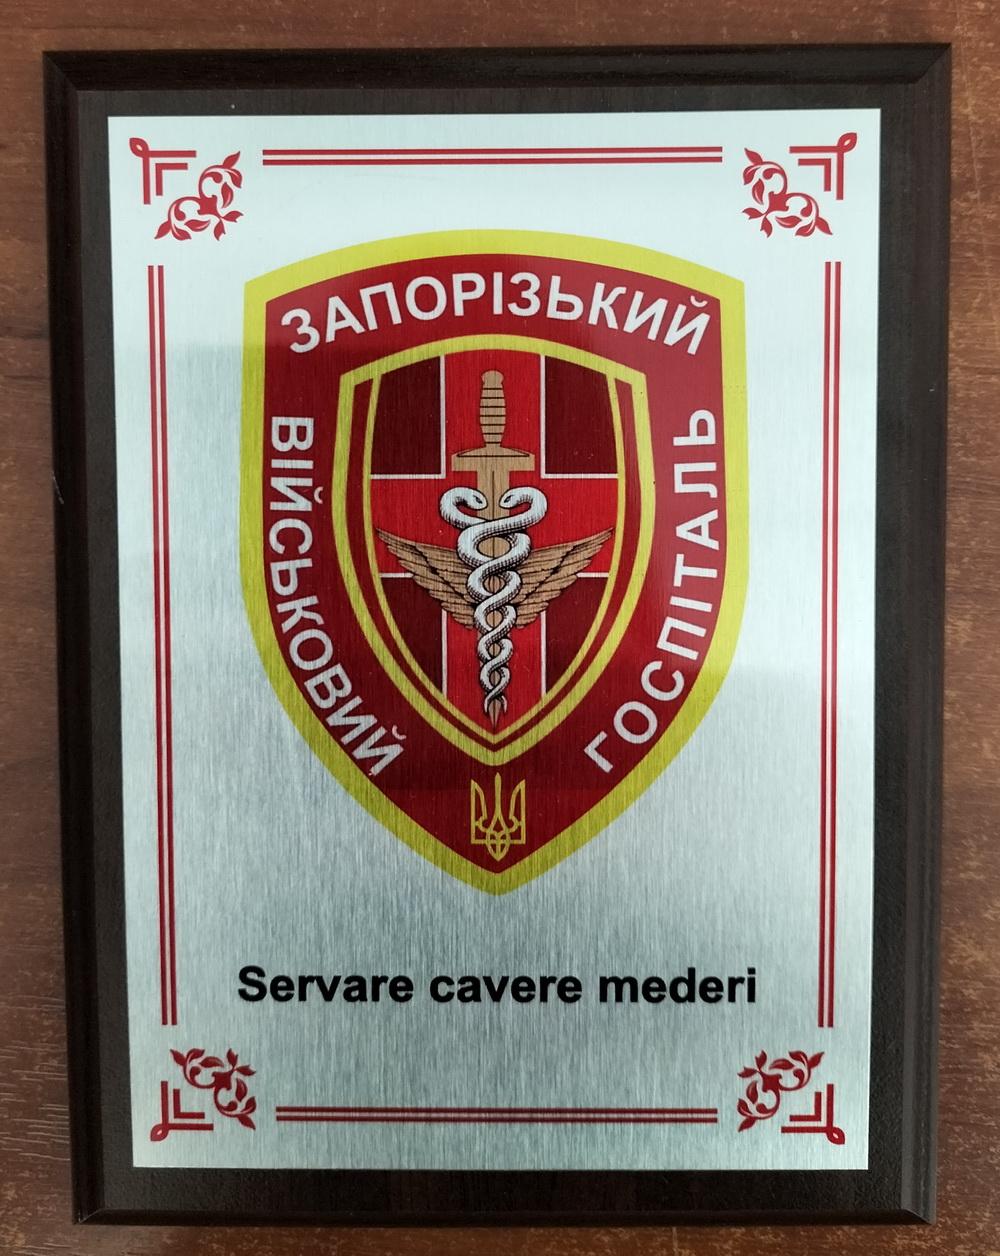 ЗАПОРІЗЬКИЙ
ВІЙСЬКОВИЙ
ГОСПІТАЛЬ
Servare cavere mederi